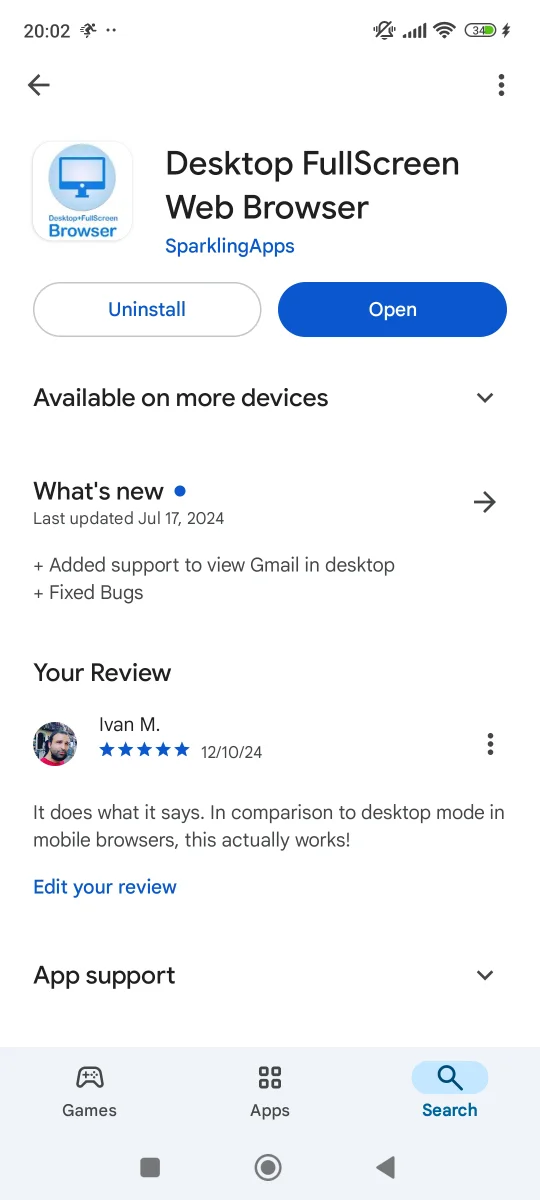 20:02
34
Desktop FullScreen
Web Browser
Desktop+FullScreen
Browser
SparklingApps
Uninstall
Open
Available on more devices
What's new
Last updated Jul 17, 2024
+ Added support to view Gmail in desktop
+ Fixed Bugs
Your Review
Ivan M.
12/10/24
It does what it says. In comparison to desktop mode in
mobile browsers, this actually works!
Edit your review
App support
Games
Apps
Search